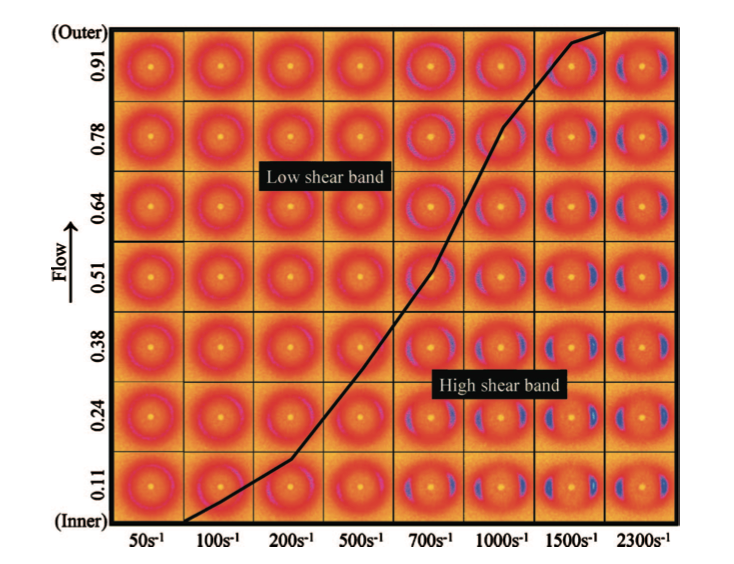 (Outer)
0.91
0.78
Low shear band
0.64
Flow
0.51
0.38
High shear band
0.24
0.11
(Inner)
50s-1 100s-1 200s-1 500s-1 700s-1 1000s-1 1500s-1 2300s-1